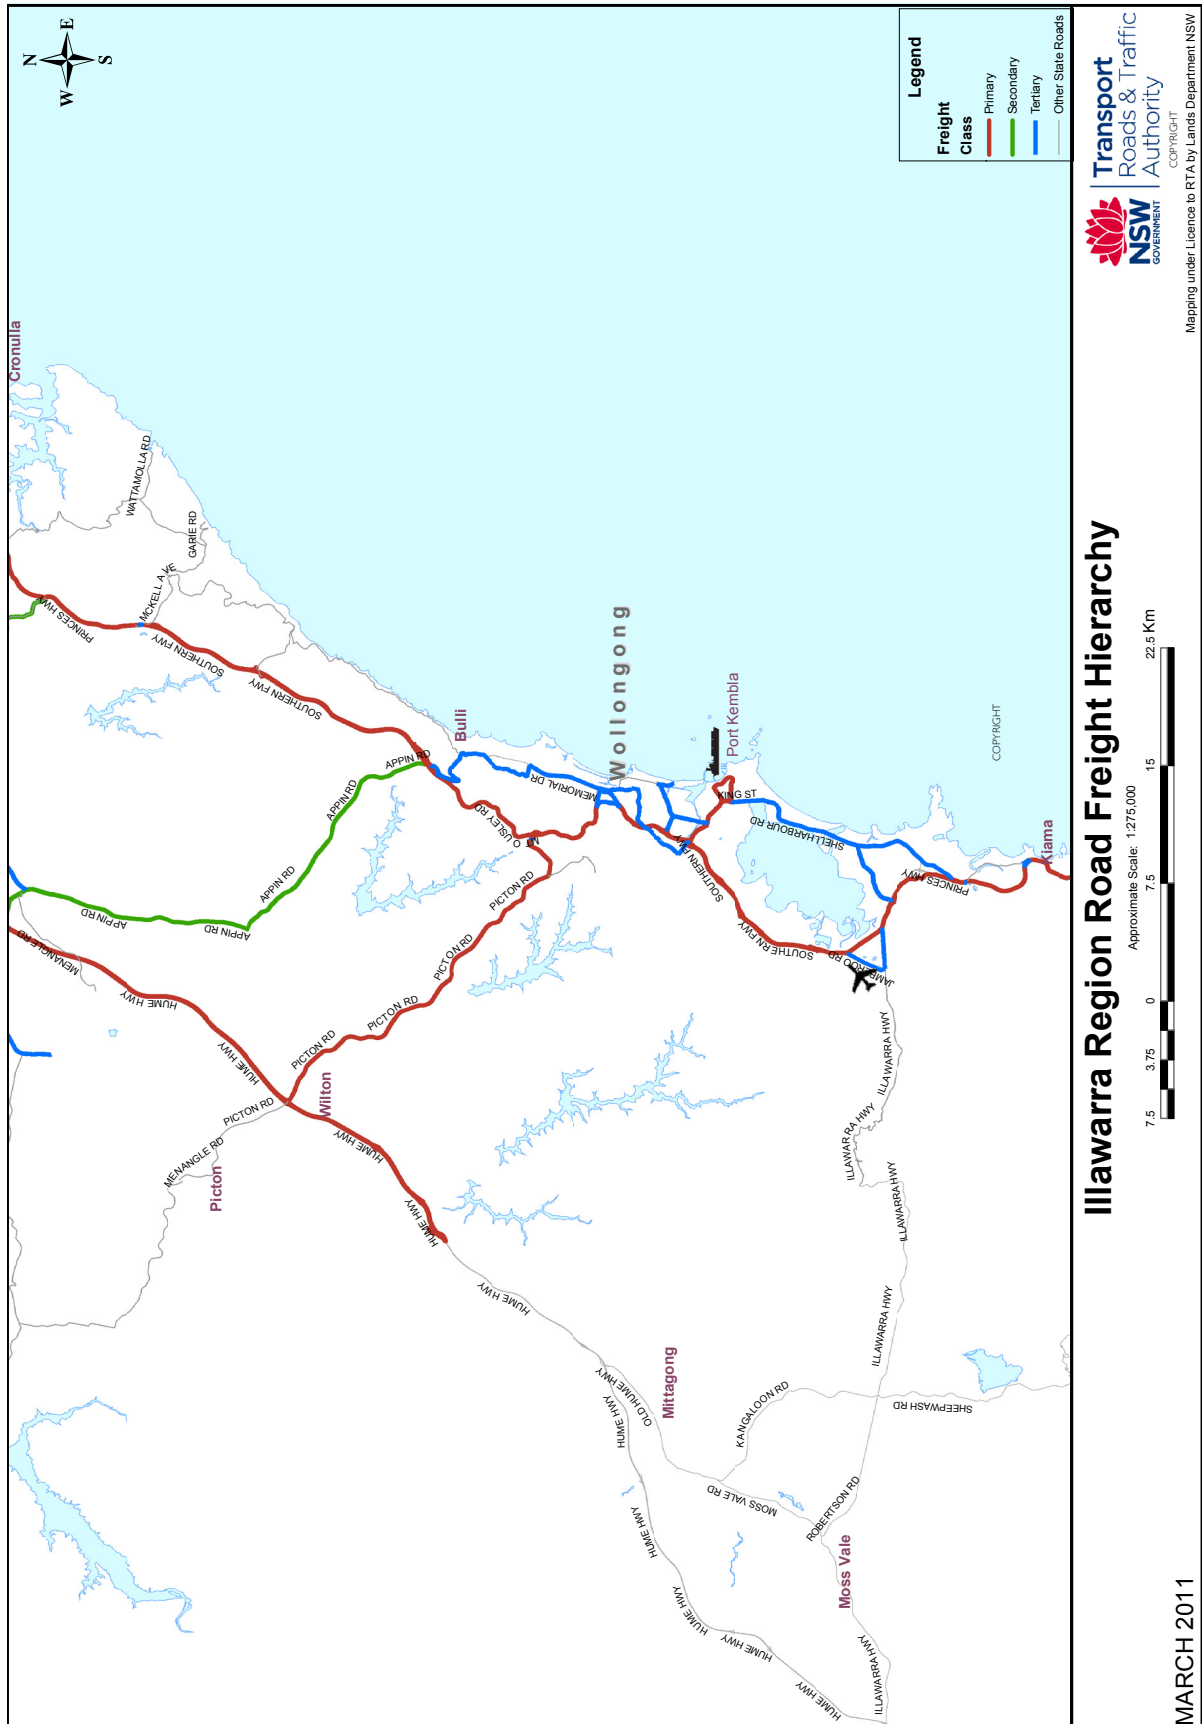 N
W
E
S
Cronulla
WATTAMOLLA RD
GARIE RD
MCKELL AVE
PRINCES HWY
SOUTHERN FWY
SOUTHERN FWY
SOUTHERN FWY
APPIN RD
Bulli
APPIN RD
APPIN RD
APPIN RD
APPIN RD
MT OUSLEY RD
MEMORIAL DR
Wollongong
Port Kembla
KING ST
SHELLHARBOUR RD
SOUTHERN FWY
SOUTHERN FWY
SOUTHERN FWY
PRINCES HWY
Kiama
JAMBEROO RD
PICTON RD
PICTON RD
PICTON RD
PICTON RD
PICTON RD
MENANGLE RD
HUME HWY
HUME HWY
Wilton
MENANGLE RD
Picton
HUME HWY
HUME HWY
HUME HWY
ILLAWARRA HWY
ILLAWARRA HWY
ILLAWARRA HWY
ILLAWARRA HWY
HUME HWY
OLD HUME HWY
Mittagong
KANGALOON RD
SHEEPWASH RD
MOSS VALE RD
ROBERTSON RD
Moss Vale
HUME HWY
HUME HWY
HUME HWY
HUME HWY
ILLAWARRA HWY
COPYRIGHT
Legend
Freight
Class
Primary
Secondary
Tertiary
Other State Roads
MARCH 2011
Illawarra Region Road Freight Hierarchy
Approximate Scale: 1:275,000
7.5 3.75 0 7.5 15 22.5 Km
NSW
GOVERNMENT
Transport
Roads & Traffic
Authority
COPYRIGHT
Mapping under Licence to RTA by Lands Department NSW